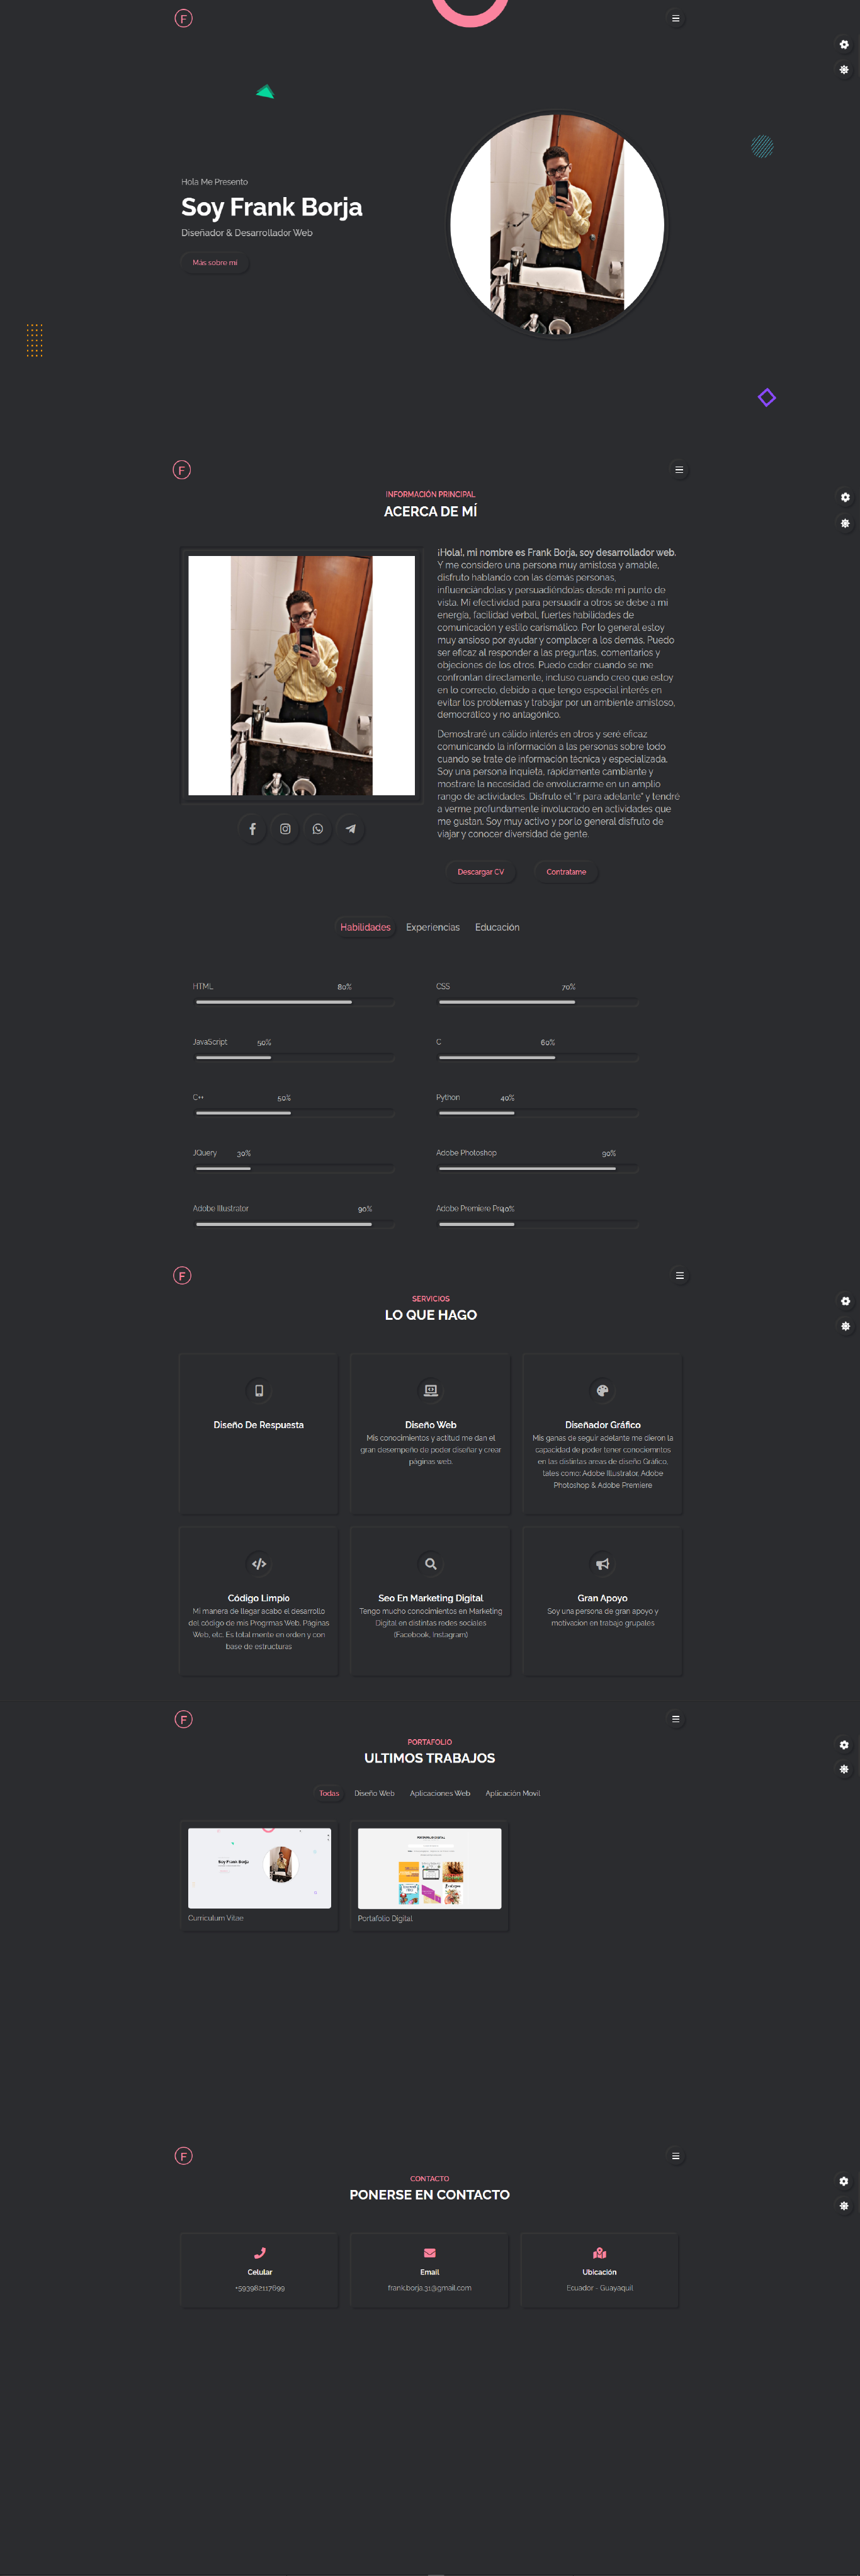 F
Hola Me Presento
Soy Frank Borja
Diseñador & Desarrollador Web
Más sobre mi
F
INFORMACIÓN PRINCIPAL
ACERCA DE MÍ
¡Hola!, mi nombre es Frank Borja, soy desarrollador web.
Y me considero una persona muy amistosa y amable,
disfruto hablando con las demás personas,
influenciándolas y persuadiéndolas desde mi punto de
vista. Mi efectividad para persuadir a otros se debe a mi
energía, facilidad verbal, fuertes habilidades de
comunicación y estilo carismático. Por lo general estoy
muy ansioso por ayudar y complacer a los demás. Puedo
ser eficaz al responder a las preguntas, comentarios y
objeciones de los otros. Puedo ceder cuando se me
confrontan directamente, incluso cuando creo que estoy
en lo correcto, debido a que tengo especial interés en
evitar los problemas y trabajar por un ambiente amistoso,
democrático y no antagónico.
Demostraré un cálido interés en otros y seré eficaz
comunicando la información a las personas sobre todo
cuando se trate de información técnica y especializada.
Soy una persona inquieta, rápidamente cambiante y
mostrare la necesidad de envolucrarme en un amplio
rango de actividades. Disfruto el "ir para adelante" y tendré
a verme profundamente involucrado en actividades que
me gustan. Soy muy activo y por lo general disfruto de
viajar y conocer diversidad de gente.
Descargar CV Contratame
Habilidades Experiencias Educación
HTML 80% CSS 70%
JavaScript 50% C 60%
C++ 50% Python 40%
JQuery 30% Adobe Photoshop 90%
Adobe Illustrator 90% Adobe Premiere Pro 40%
F
SERVICIOS
LO QUE HAGO
Diseño De Respuesta
Diseño Web
Mis conocimientos y actitud me dan el
gran desempeño de poder diseñar y crear
páginas web.
Diseñador Gráfico
Mis ganas de seguir adelante me dieron la
capacidad de poder tener conociemntos
en las distintas areas de diseño Gráfico,
tales como: Adobe Illustrator, Adobe
Photoshop & Adobe Premiere
Código Limpio
Mi manera de llegar acabo el desarrollo
del código de mis Progrmas Web, Páginas
Web, etc. Es total mente en orden y con
base de estructuras
Seo En Marketing Digital
Tengo mucho conocimientos en Marketing
Digital en distintas redes sociales
(Facebook, Instagram)
Gran Apoyo
Soy una persona de gran apoyo y
motivacion en trabajo grupales
F
PORTAFOLIO
ULTIMOS TRABAJOS
Todas Diseño Web Aplicaciones Web Aplicación Movil
Soy Frank Borja
PORTAFOLIO DIGITAL
Curriculum Vitae
Portafolio Digital
F
CONTACTO
PONERSE EN CONTACTO
Celular
+593982117699
Email
frank.borja.31@gmail.com
Ubicación
Ecuador - Guayaquil